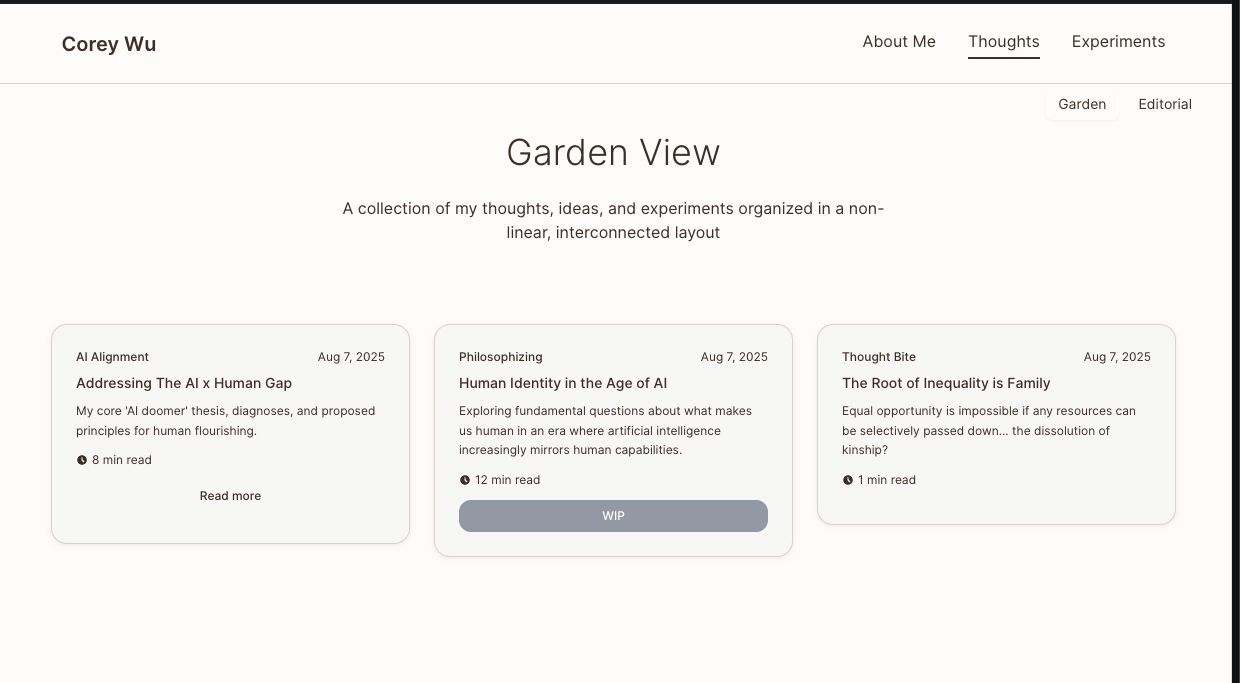 Corey Wu
About Me
Thoughts
Experiments
Garden
Editorial
Garden View
A collection of my thoughts, ideas, and experiments organized in a non-
linear, interconnected layout
AI Alignment
Aug 7, 2025
Addressing The AI x Human Gap
My core 'AI doomer' thesis, diagnoses, and proposed
principles for human flourishing.
8 min read
Read more
Philosophizing
Aug 7, 2025
Human Identity in the Age of AI
Exploring fundamental questions about what makes
us human in an era where artificial intelligence
increasingly mirrors human capabilities.
12 min read
WIP
Thought Bite
Aug 7, 2025
The Root of Inequality is Family
Equal opportunity is impossible if any resources can
be selectively passed down... the dissolution of
kinship?
1 min read